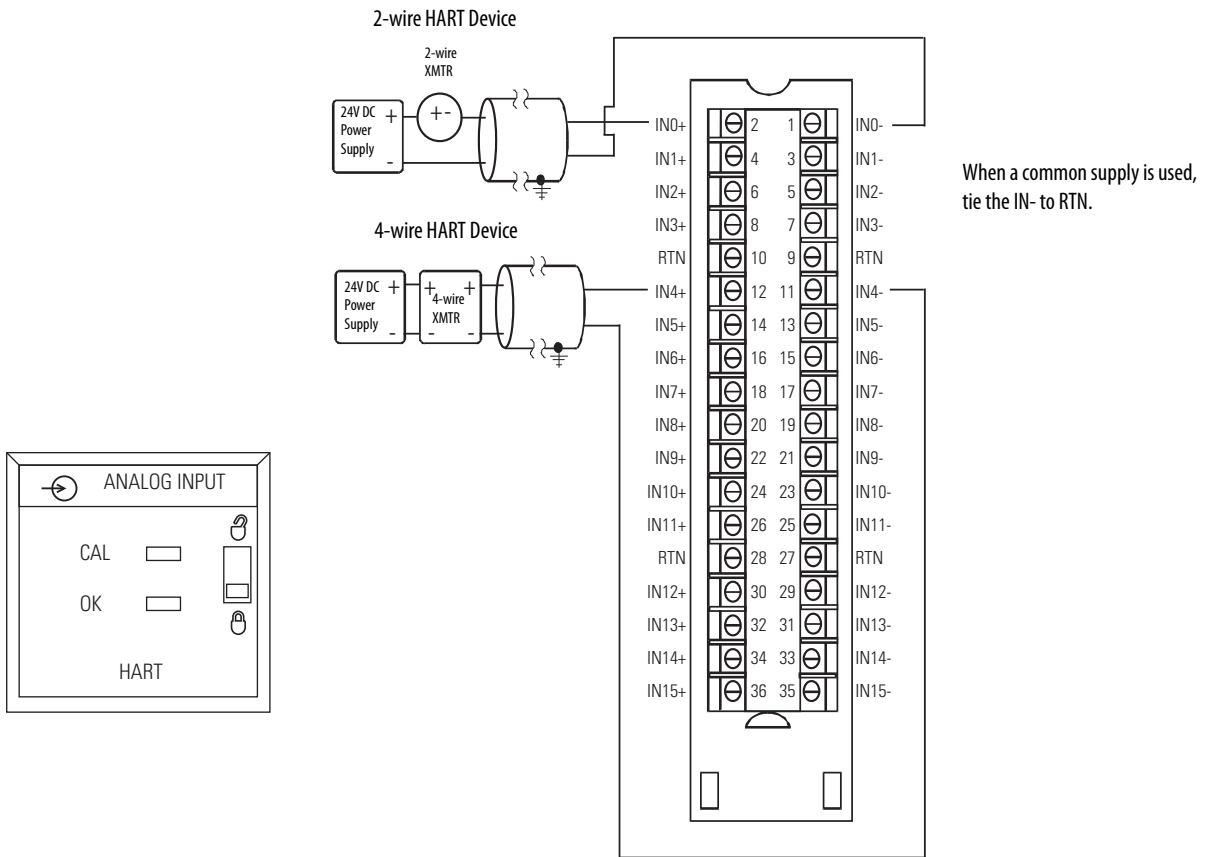 2-wire HART Device
2-wire
XMTR
24V DC
Power
Supply
+
-
+ -
4-wire HART Device
24V DC
Power
Supply
+
-
+ +
4-wire
XMTR
- -
IN0+ 2 1 IN0-
IN1+ 4 3 IN1-
IN2+ 6 5 IN2-
IN3+ 8 7 IN3-
RTN 10 9 RTN
IN4+ 12 11 IN4-
IN5+ 14 13 IN5-
IN6+ 16 15 IN6-
IN7+ 18 17 IN7-
IN8+ 20 19 IN8-
IN9+ 22 21 IN9-
IN10+ 24 23 IN10-
IN11+ 26 25 IN11-
RTN 28 27 RTN
IN12+ 30 29 IN12-
IN13+ 32 31 IN13-
IN14+ 34 33 IN14-
IN15+ 36 35 IN15-
When a common supply is used,
tie the IN- to RTN.
ANALOG INPUT
CAL
OK
HART